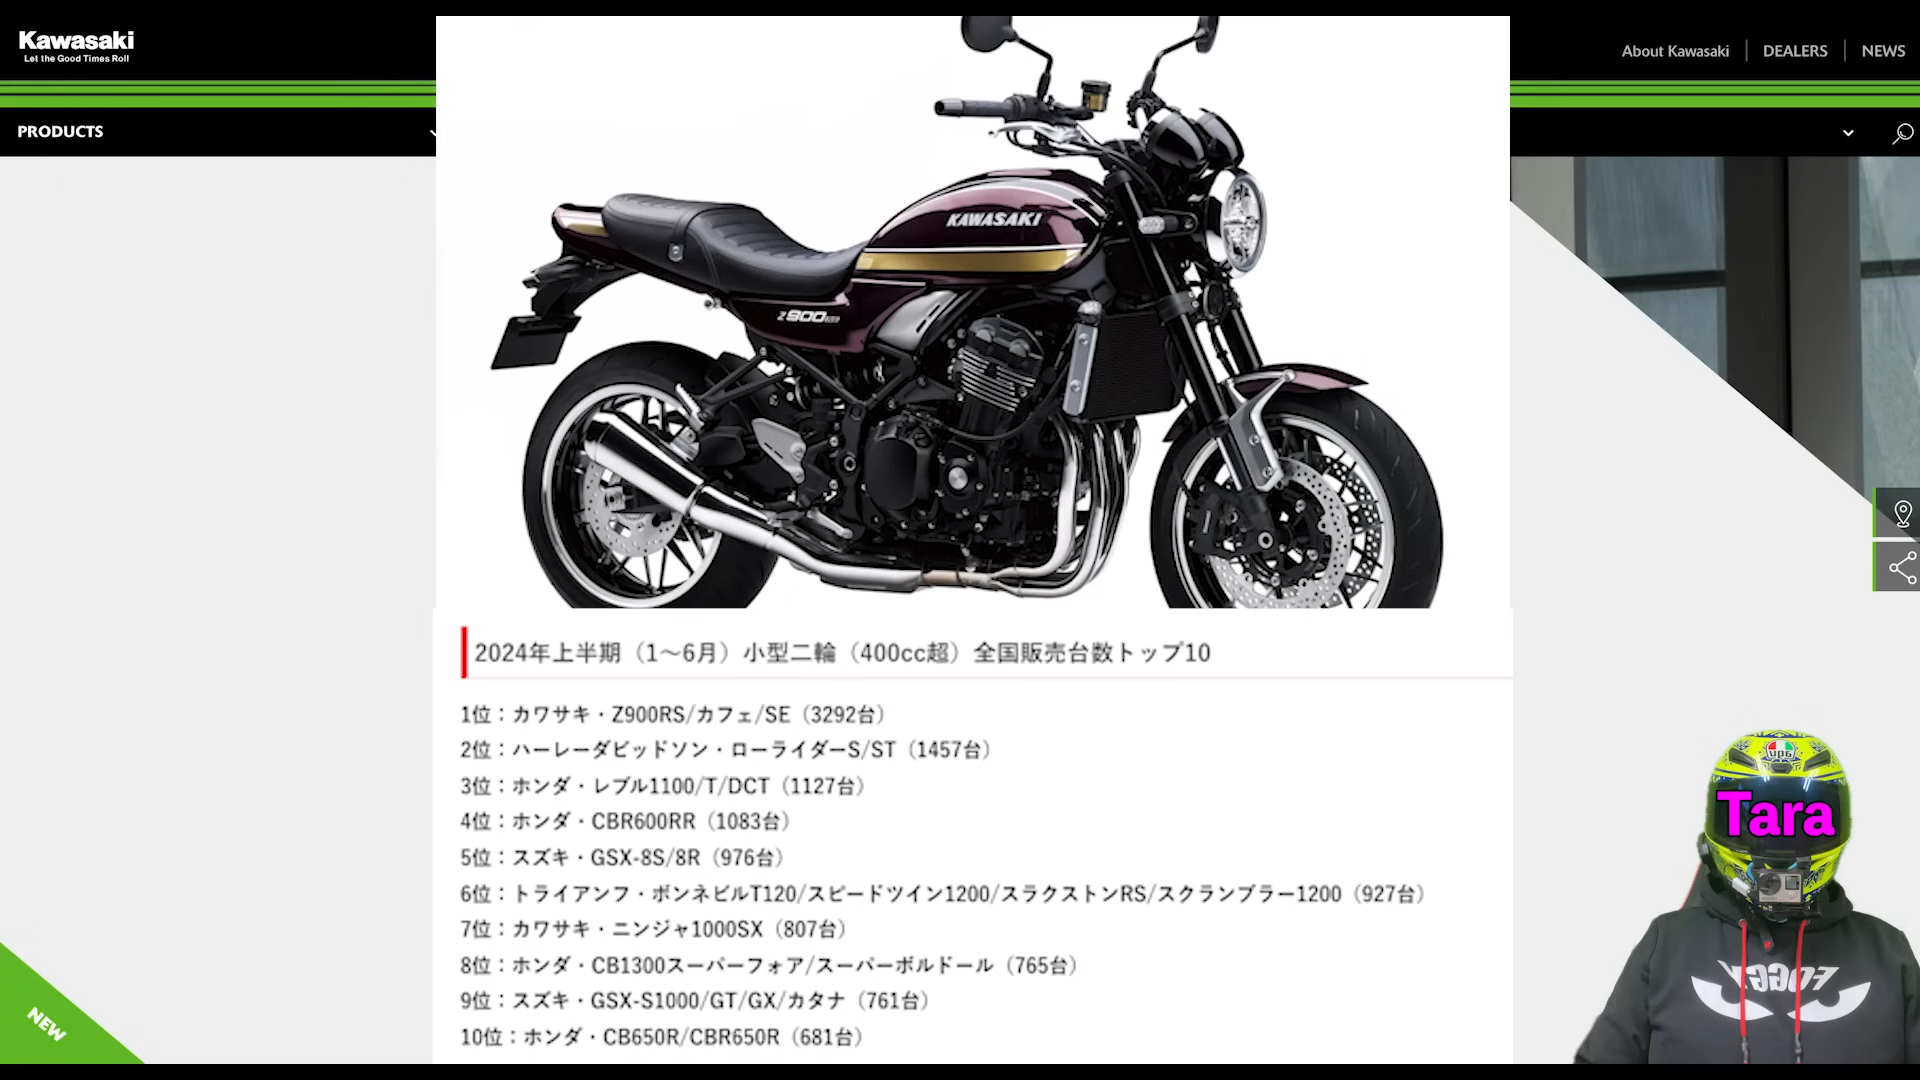 Kawasaki
Let the Good Times Roll
About Kawasaki
DEALERS
NEWS
PRODUCTS
KAWASAKI
Z900RS
2024年上半期（1～6月）小型二輪（400cc超）全国販売台数トップ10
1位：カワサキ・Z900RS/カフェ/SE（3292台）
2位：ハーレーダビッドソン・ローライダーS/ST（1457台）
3位：ホンダ・レブル1100/T/DCT（1127台）
4位：ホンダ・CBR600RR（1083台）
5位：スズキ・GSX-8S/8R（976台）
6位：トライアンフ・ボンネビルT120/スピードツイン1200/スラクストンRS/スクランブラー1200（927台）
7位：カワサキ・ニンジャ1000SX（807台）
8位：ホンダ・CB1300スーパーフォア/スーパーボルドール（765台）
9位：スズキ・GSX-S1000/GT/GX/カタナ（761台）
10位：ホンダ・CB650R/CBR650R（681台）
Tara
FOGGY
NEW